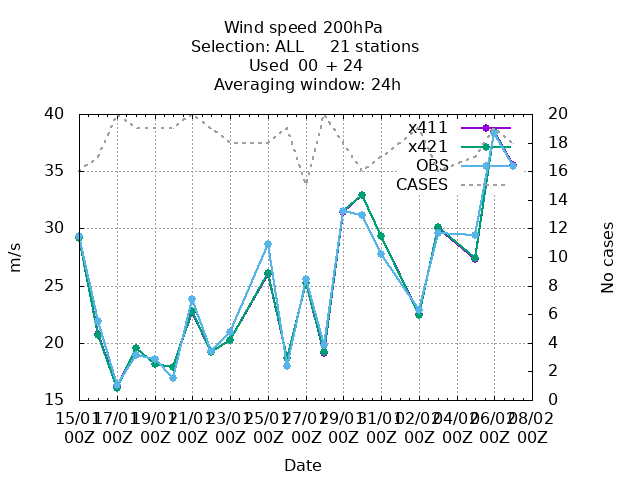 Wind speed 200hPa
Selection: ALL 21 stations
Used 00 + 24
Averaging window: 24h
40 20
x411 18
x421
35 OBS 16
CASES 14
30 12
m/s 10 No cases
25 8
6
20 4
2
15 0
15/01 17/01 19/01 21/01 23/01 25/01 27/01 29/01 31/01 02/02 04/02 06/02 08/02
00Z 00Z 00Z 00Z 00Z 00Z 00Z 00Z 00Z 00Z 00Z 00Z 00Z
Date